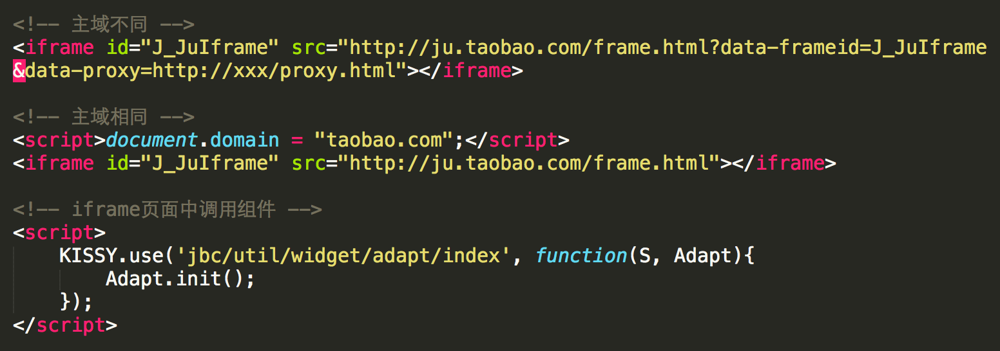 <!-- 主域不同 -->
<iframe id="J_JuIframe" src="http://ju.taobao.com/frame.html?data-frameid=J_JuIframe
&data-proxy=http://xxx/proxy.html"></iframe>
<!-- 主域相同 -->
<script>document.domain = "taobao.com";</script>
<iframe id="J_JuIframe" src="http://ju.taobao.com/frame.html"></iframe>
<!-- iframe页面中调用组件 -->
<script>
KISSY.use('jbc/util/widget/adapt/index', function(S, Adapt){
Adapt.init();
});
</script>